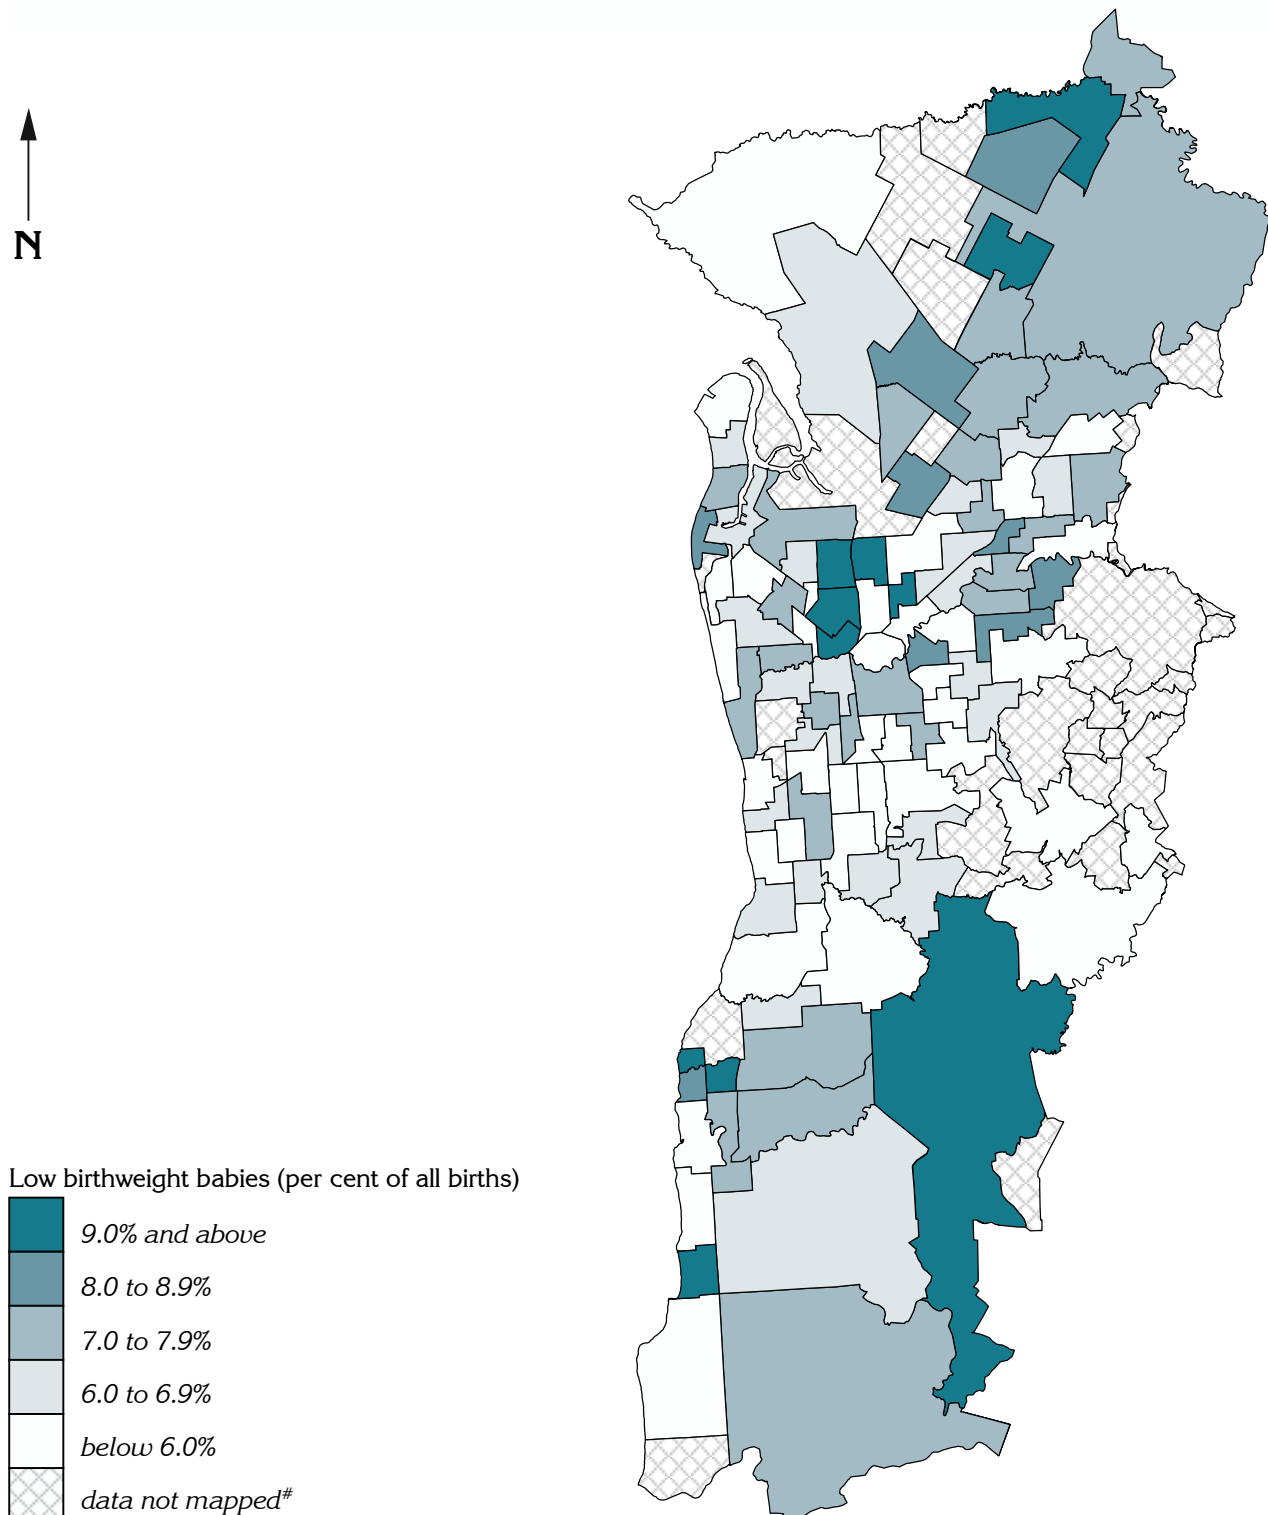 N
Low birthweight babies (per cent of all births)
9.0% and above
8.0 to 8.9%
7.0 to 7.9%
6.0 to 6.9%
below 6.0%
data not mapped#